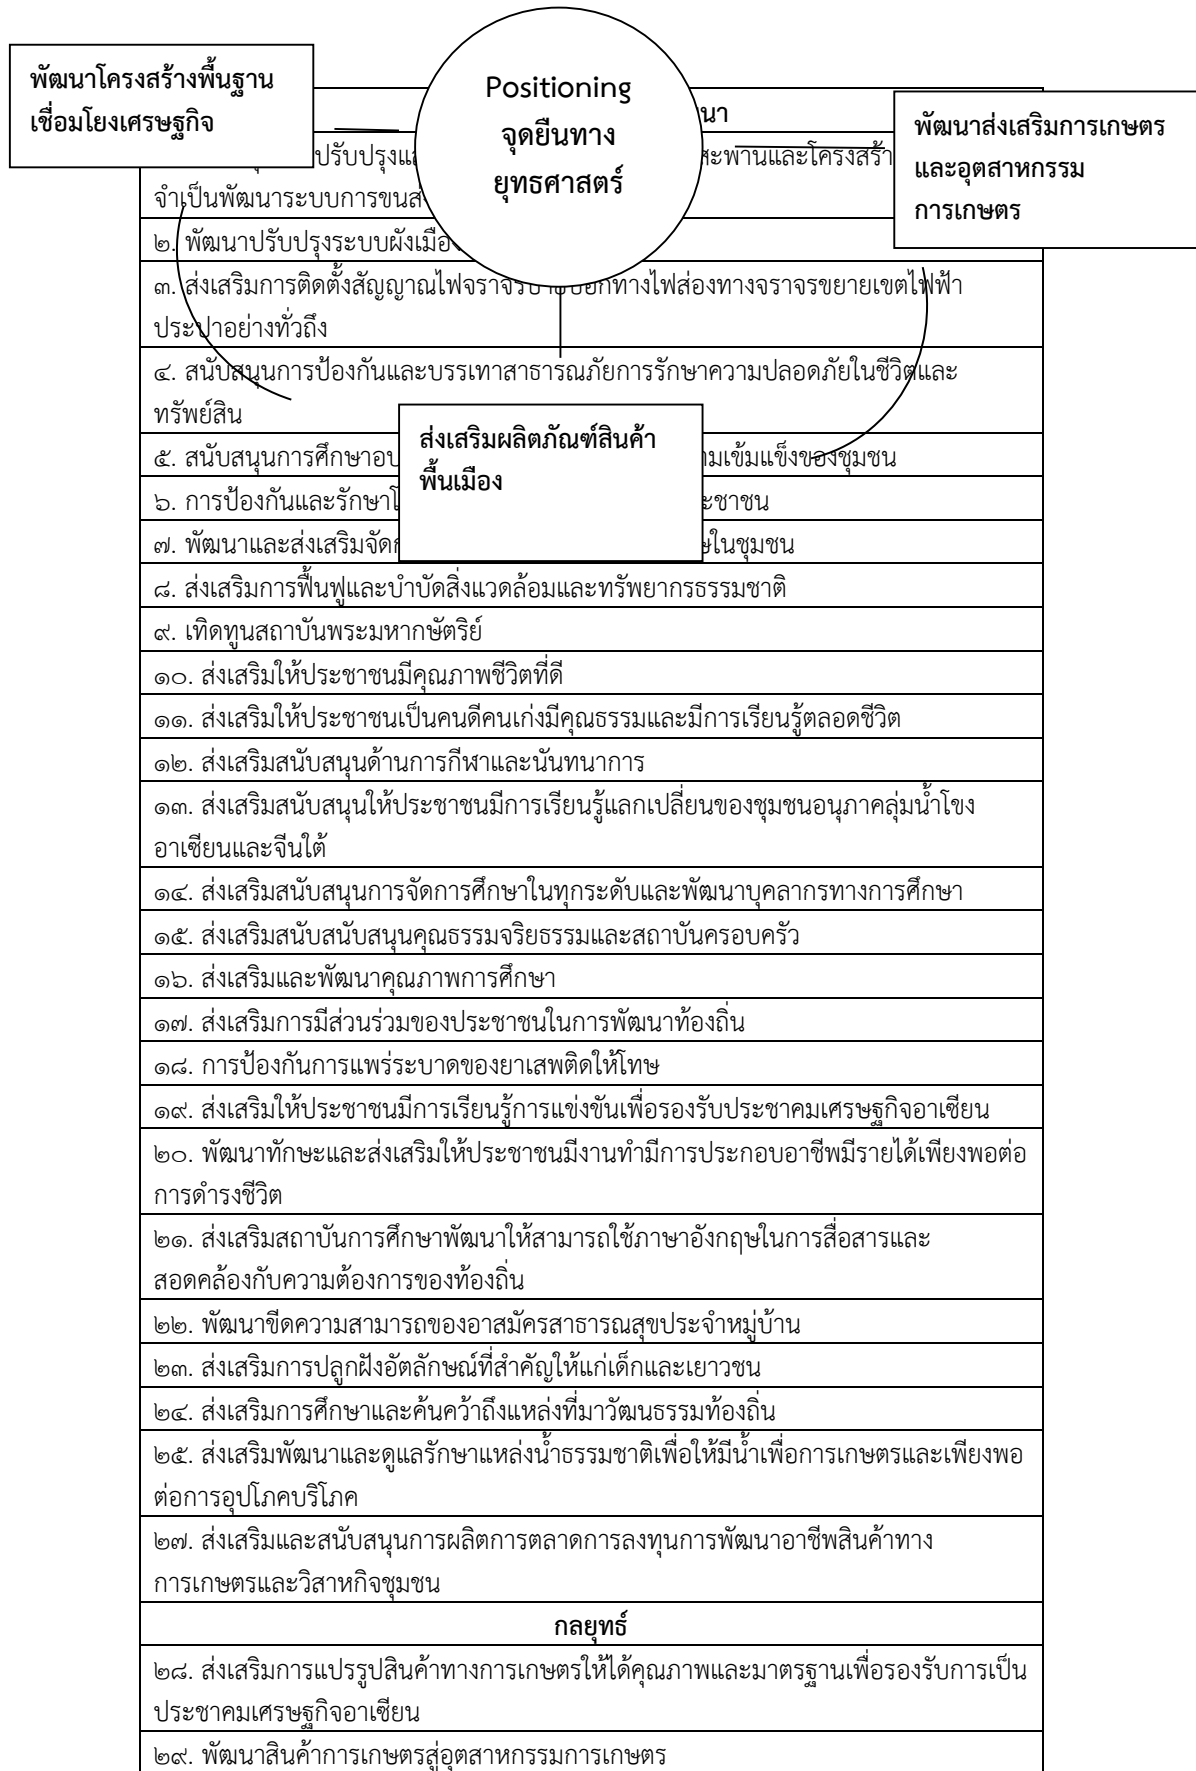 พัฒนาโครงสร้างพื้นฐาน
เชื่อมโยงเศรษฐกิจ
Positioning
จุดยืนทาง
ยุทธศาสตร์
พัฒนาส่งเสริมการเกษตร
และอุตสาหกรรม
การเกษตร
นา
ปรับปรุงแ สะพานและโครงสร้า
จำเป็นพัฒนาระบบการขนส่
๒. พัฒนาปรับปรุงระบบผังเมือง
๓. ส่งเสริมการติดตั้งสัญญาณไฟจราจรป้ายบอกทางไฟส่องทางจราจรขยายเขตไฟฟ้า
ประปาอย่างทั่วถึง
๔. สนับสนุนการป้องกันและบรรเทาสาธารณภัยการรักษาความปลอดภัยในชีวิตและ
ทรัพย์สิน
ส่งเสริมผลิตภัณฑ์สินค้า
พื้นเมือง
๕. สนับสนุนการศึกษาอบ มเข้มแข็งของชุมชน
๖. การป้องกันและรักษาโ ะชาชน
๗. พัฒนาและส่งเสริมจัดก ษในชุมชน
๘. ส่งเสริมการฟื้นฟูและบำบัดสิ่งแวดล้อมและทรัพยากรธรรมชาติ
๙. เทิดทูนสถาบันพระมหากษัตริย์
๑๐. ส่งเสริมให้ประชาชนมีคุณภาพชีวิตที่ดี
๑๑. ส่งเสริมให้ประชาชนเป็นคนดีคนเก่งมีคุณธรรมและมีการเรียนรู้ตลอดชีวิต
๑๒. ส่งเสริมสนับสนุนด้านการกีฬาและนันทนาการ
๑๓. ส่งเสริมสนับสนุนให้ประชาชนมีการเรียนรู้แลกเปลี่ยนของชุมชนอนุภาคลุ่มน้ำโขง
อาเซียนและจีนใต้
๑๔. ส่งเสริมสนับสนุนการจัดการศึกษาในทุกระดับและพัฒนาบุคลากรทางการศึกษา
๑๕. ส่งเสริมสนับสนับสนุนคุณธรรมจริยธรรมและสถาบันครอบครัว
๑๖. ส่งเสริมและพัฒนาคุณภาพการศึกษา
๑๗. ส่งเสริมการมีส่วนร่วมของประชาชนในการพัฒนาท้องถิ่น
๑๘. การป้องกันการแพร่ระบาดของยาเสพติดให้โทษ
๑๙. ส่งเสริมให้ประชาชนมีการเรียนรู้การแข่งขันเพื่อรองรับประชาคมเศรษฐกิจอาเซียน
๒๐. พัฒนาทักษะและส่งเสริมให้ประชาชนมีงานทำมีการประกอบอาชีพมีรายได้เพียงพอต่อ
การดำรงชีวิต
๒๑. ส่งเสริมสถาบันการศึกษาพัฒนาให้สามารถใช้ภาษาอังกฤษในการสื่อสารและ
สอดคล้องกับความต้องการของท้องถิ่น
๒๒. พัฒนาขีดความสามารถของอาสมัครสาธารณสุขประจำหมู่บ้าน
๒๓. ส่งเสริมการปลูกฝังอัตลักษณ์ที่สำคัญให้แก่เด็กและเยาวชน
๒๔. ส่งเสริมการศึกษาและค้นคว้าถึงแหล่งที่มาวัฒนธรรมท้องถิ่น
๒๕. ส่งเสริมพัฒนาและดูแลรักษาแหล่งน้ำธรรมชาติเพื่อให้มีน้ำเพื่อการเกษตรและเพียงพอ
ต่อการอุปโภคบริโภค
๒๗. ส่งเสริมและสนับสนุนการผลิตการตลาดการลงทุนการพัฒนาอาชีพสินค้าทาง
การเกษตรและวิสาหกิจชุมชน
กลยุทธ์
๒๘. ส่งเสริมการแปรรูปสินค้าทางการเกษตรให้ได้คุณภาพและมาตรฐานเพื่อรองรับการเป็น
ประชาคมเศรษฐกิจอาเซียน
๒๙. พัฒนาสินค้าการเกษตรสู่อุตสาหกรรมการเกษตร